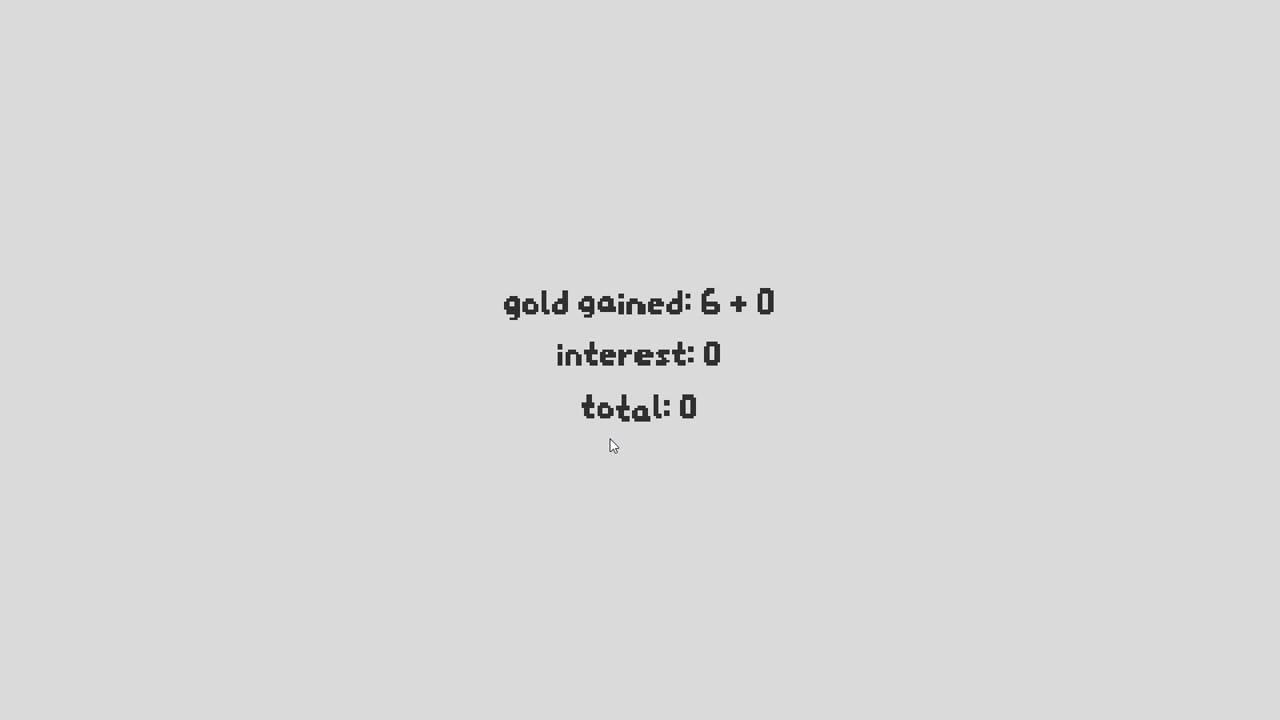 gold gained: 6 + 0
interest: 0
total: 0